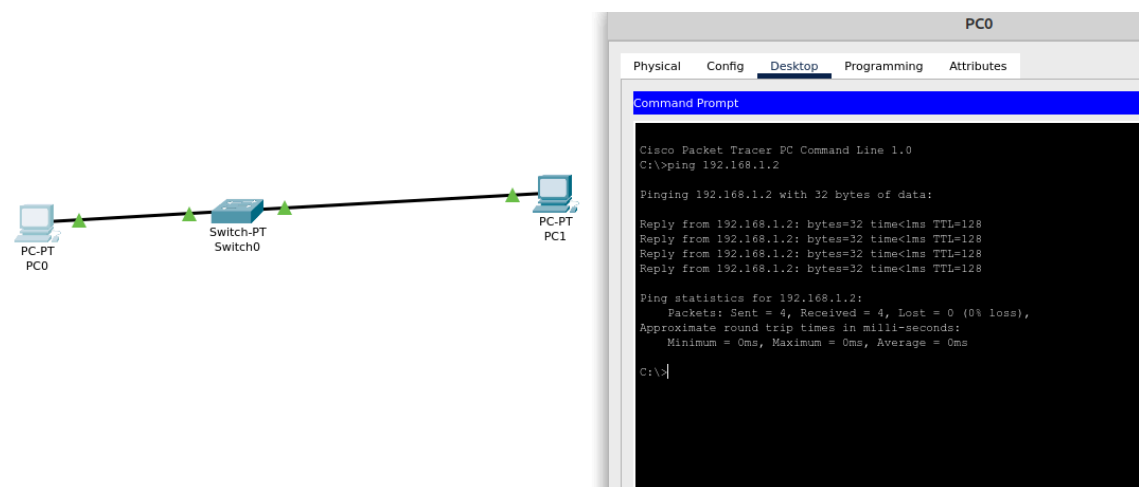 PC-PT
PC0
Switch-PT
Switch0
PC-PT
PC1
PC0
Physical Config Desktop Programming Attributes
Command Prompt
Cisco Packet Tracer PC Command Line 1.0
C:\>ping 192.168.1.2
Pinging 192.168.1.2 with 32 bytes of data:
Reply from 192.168.1.2: bytes=32 time<1ms TTL=128
Reply from 192.168.1.2: bytes=32 time<1ms TTL=128
Reply from 192.168.1.2: bytes=32 time<1ms TTL=128
Reply from 192.168.1.2: bytes=32 time<1ms TTL=128
Ping statistics for 192.168.1.2:
Packets: Sent = 4, Received = 4, Lost = 0 (0% loss),
Approximate round trip times in milli-seconds:
Minimum = 0ms, Maximum = 0ms, Average = 0ms
C:\>